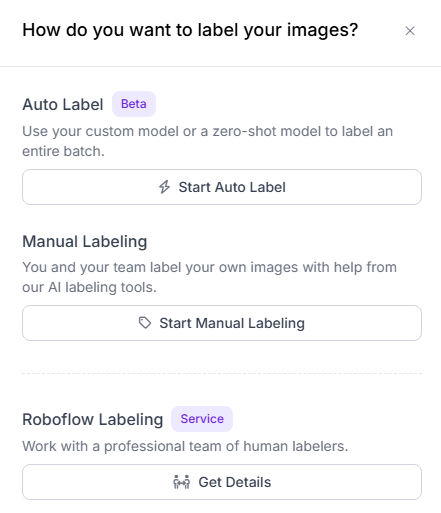 How do you want to label your images?
Auto Label Beta
Use your custom model or a zero-shot model to label an
entire batch.
Start Auto Label
Manual Labeling
You and your team label your own images with help from
our AI labeling tools.
Start Manual Labeling
Roboflow Labeling Service
Work with a professional team of human labelers.
Get Details